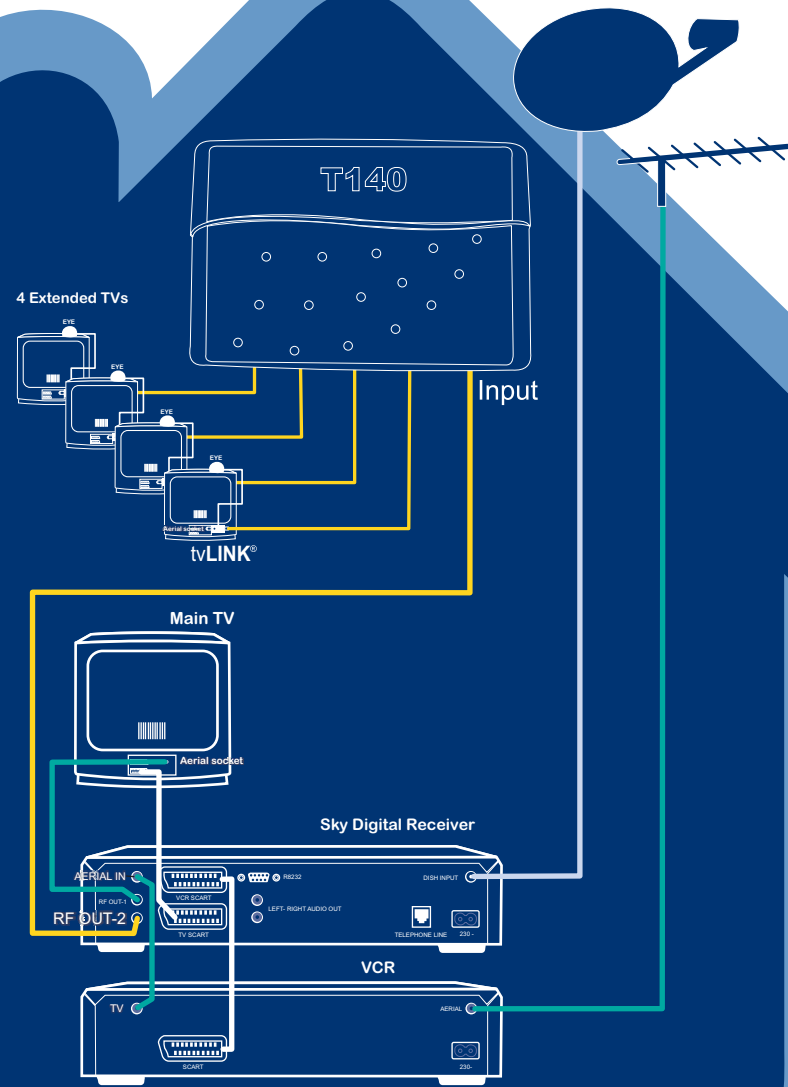 T140
4 Extended TVs
EYE
EYE
EYE
EYE
Input
Aerial socket
tvLINK®
Main TV
Aerial socket
Sky Digital Receiver
AERIAL IN
VCR SCART
R8232
DISH INPUT
RF OUT-1
LEFT- RIGHT AUDIO OUT
RF OUT-2
TV SCART
TELEPHONE LINE
230 -
VCR
TV
AERIAL
SCART
230-